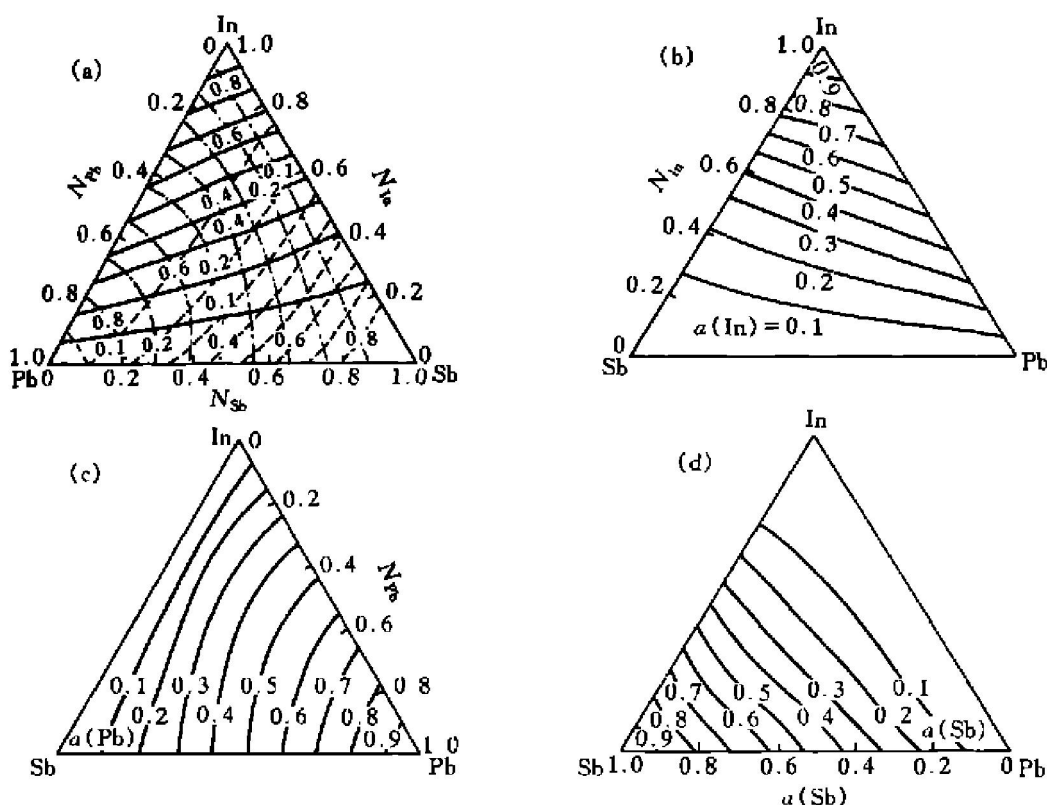 In
0 1.0
(a)
0.8
0.2 0.8
0.6
0.1
0.4 0.6
0.4 0.2
N_Pb N_In
0.4
0.6 0.4
0.6 0.2
0.8 0.1 0.2
0.8
0.1 0.2 0.4 0.6 0.8
1.0 0
Pb 0 0.2 0.4 0.6 0.8 1.0 Sb
N_Sb
In
1.0
(b)
0.9
0.8 0.8
0.7
0.6 0.6
N_In
0.5
0.4
0.4 0.3
0.2
0.2
a(In)=0.1
0
Sb Pb
In 0
(c)
0.2
0.4
N_Pb
0.6
0.1 0.3 0.5 0.7 0.8
0.2 0.4 0.6 0.8
a(Pb) 0.9
1.0
Sb Pb
In
(d)
0.7 0.5 0.3 0.1
0.8 0.6 0.4 0.2 a(Sb)
0.9
Sb 1.0 0.8 0.6 0.4 0.2 0 Pb
a(Sb)